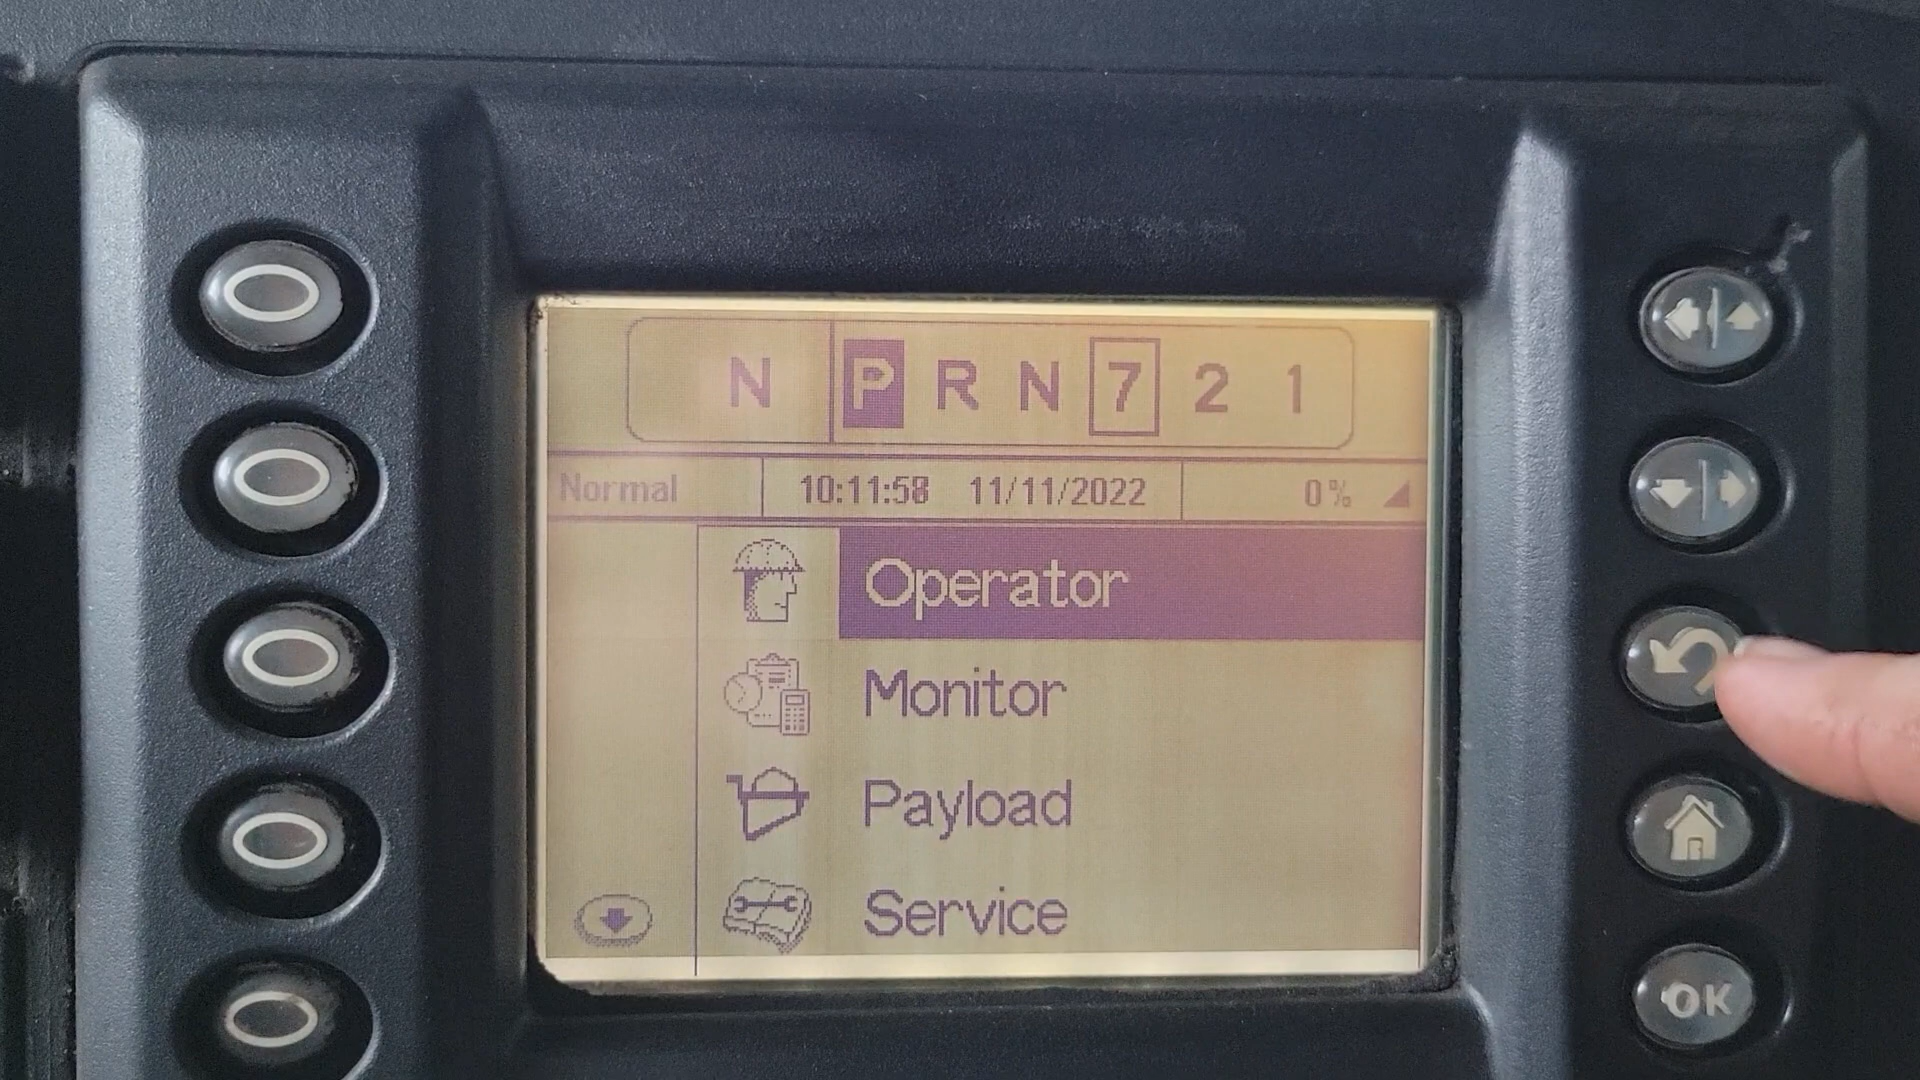 N P R N 7 2 1
Normal 10:11:58 11/11/2022 0%
Operator
Monitor
Payload
Service
OK